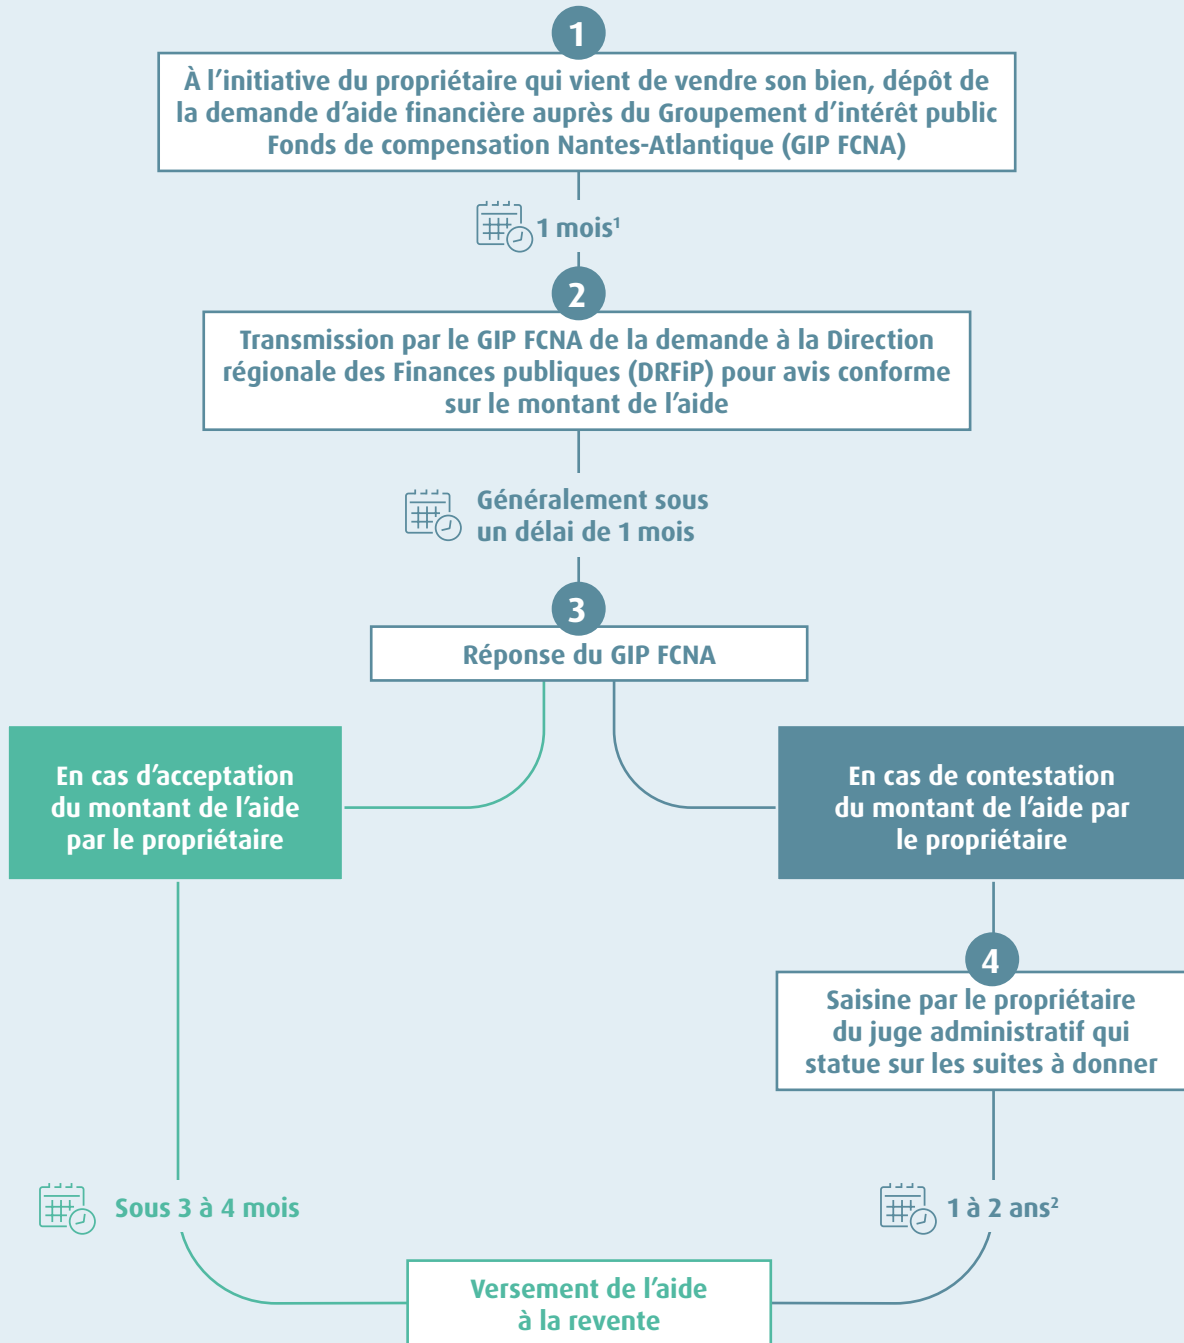 1
À l’initiative du propriétaire qui vient de vendre son bien, dépôt de
la demande d’aide financière auprès du Groupement d’intérêt public
Fonds de compensation Nantes-Atlantique (GIP FCNA)
1 mois¹
2
Transmission par le GIP FCNA de la demande à la Direction
régionale des Finances publiques (DRFiP) pour avis conforme
sur le montant de l’aide
Généralement sous
un délai de 1 mois
3
Réponse du GIP FCNA
En cas d’acceptation
du montant de l’aide
par le propriétaire
En cas de contestation
du montant de l’aide par
le propriétaire
4
Saisine par le propriétaire
du juge administratif qui
statue sur les suites à donner
Sous 3 à 4 mois
1 à 2 ans²
Versement de l’aide
à la revente